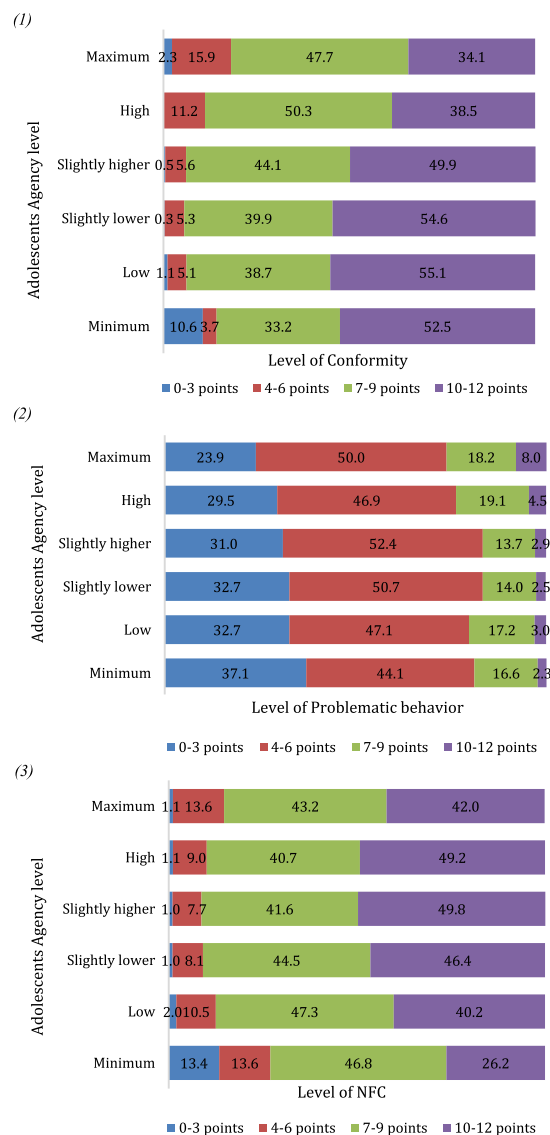 (1)
Maximum 2.3 15.9 47.7 34.1
High 11.2 50.3 38.5
Slightly higher 0.5 5.6 44.1 49.9
Slightly lower 0.3 5.3 39.9 54.6
Low 1.1 5.1 38.7 55.1
Minimum 10.6 3.7 33.2 52.5
Adolescents Agency level
Level of Conformity
0-3 points 4-6 points 7-9 points 10-12 points
(2)
Maximum 23.9 50.0 18.2 8.0
High 29.5 46.9 19.1 4.5
Slightly higher 31.0 52.4 13.7 2.9
Slightly lower 32.7 50.7 14.0 2.5
Low 32.7 47.1 17.2 3.0
Minimum 37.1 44.1 16.6 2.3
Adolescents Agency level
Level of Problematic behavior
0-3 points 4-6 points 7-9 points 10-12 points
(3)
Maximum 1.1 13.6 43.2 42.0
High 1.1 9.0 40.7 49.2
Slightly higher 1.0 7.7 41.6 49.8
Slightly lower 1.0 8.1 44.5 46.4
Low 2.0 10.5 47.3 40.2
Minimum 13.4 13.6 46.8 26.2
Adolescents Agency level
Level of NFC
0-3 points 4-6 points 7-9 points 10-12 points